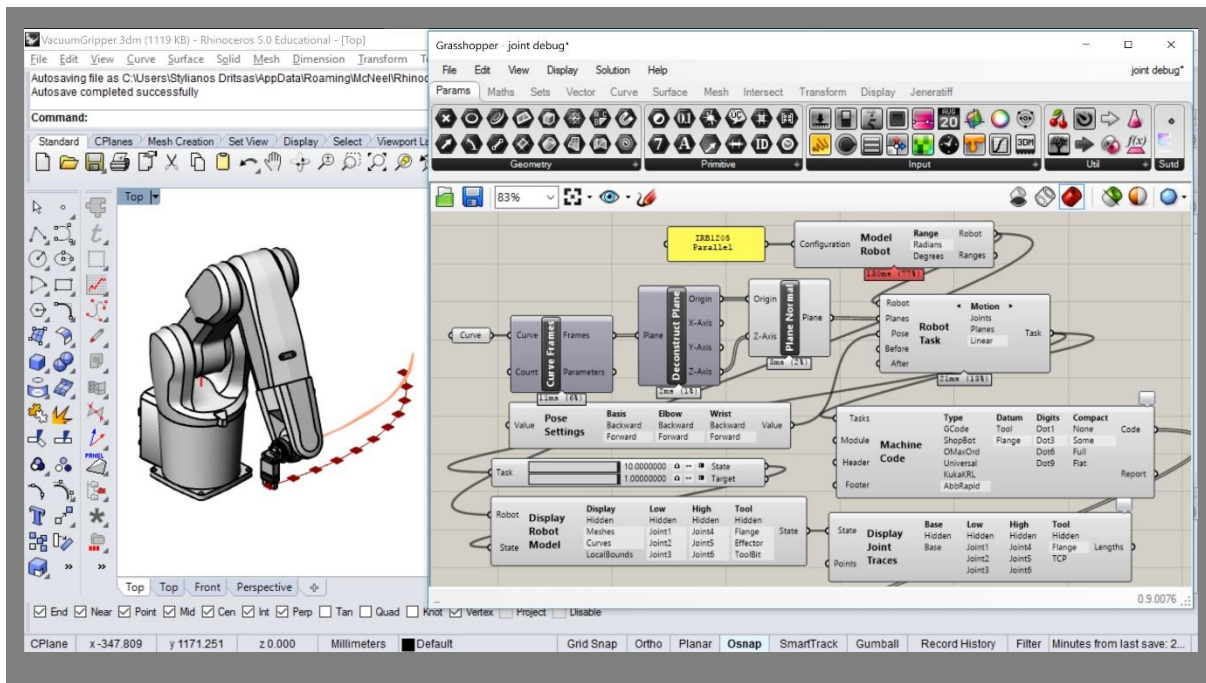 VacuumGripper.3dm (1119 KB) - Rhinoceros 5.0 Educational - [Top]
File Edit View Curve Surface Solid Mesh Dimension Transform
Autosaving file as C:\Users\Stylianos Dritsas\AppData\Roaming\McNeel\Rhinoc
Autosave completed successfully
Command:
Standard CPlanes Mesh Creation Set View Display Select Viewport La
Top
Top Top Front Perspective
End Near Point Mid Cen Int Perp Tan Quad Knot Vertex Project Disable
CPlane x -347.809 y 1171.251 z 0.000 Millimeters Default Grid Snap Ortho Planar Osnap SmartTrack Gumball Record History Filter Minutes from last save: 2...
Grasshopper - joint debug*
File Edit View Display Solution Help joint debug*
Params Maths Sets Vector Curve Surface Mesh Intersect Transform Display Jeneratiff
Geometry Primitive Input Util Sutd
83%
IRB1205
Parallel
Configuration
Model
Robot
Range
Radians
Degrees
Robot
Ranges
130ms (77%)
Curve
Curve
Count
Curve Frames
Frames
Parameters
11ms (6%)
Plane
Deconstruct Plane
Origin
X-Axis
Y-Axis
Z-Axis
2ms (1%)
Origin
Z-Axis
Plane Normal
Plane
3ms (2%)
Robot
Planes
Pose
Before
After
Robot
Task
Motion
Joints
Planes
Linear
Task
21ms (13%)
Value
Pose
Settings
Basis
Backward
Forward
Elbow
Backward
Forward
Wrist
Backward
Forward
Value
Task
10.0000000 State
1.00000000 Target
Tasks
Module
Header
Footer
Machine
Code
Type
GCode
ShopBot
OMaxOrd
Universal
KukaKRL
AbbRapid
Datum
Tool
Flange
Digits
Dot1
Dot3
Dot6
Dot9
Compact
None
Some
Full
Flat
Code
Report
Robot
State
Display
Robot
Model
Display
Hidden
Meshes
Curves
LocalBounds
Low
Hidden
Joint1
Joint2
Joint3
High
Hidden
Joint4
Joint5
Joint6
Tool
Hidden
Flange
Effector
ToolBit
State
State
Points
Display
Joint
Traces
Base
Hidden
Base
Low
Hidden
Joint1
Joint2
Joint3
High
Hidden
Joint4
Joint5
Joint6
Tool
Hidden
Flange
TCP
Lengths
0.9.0076